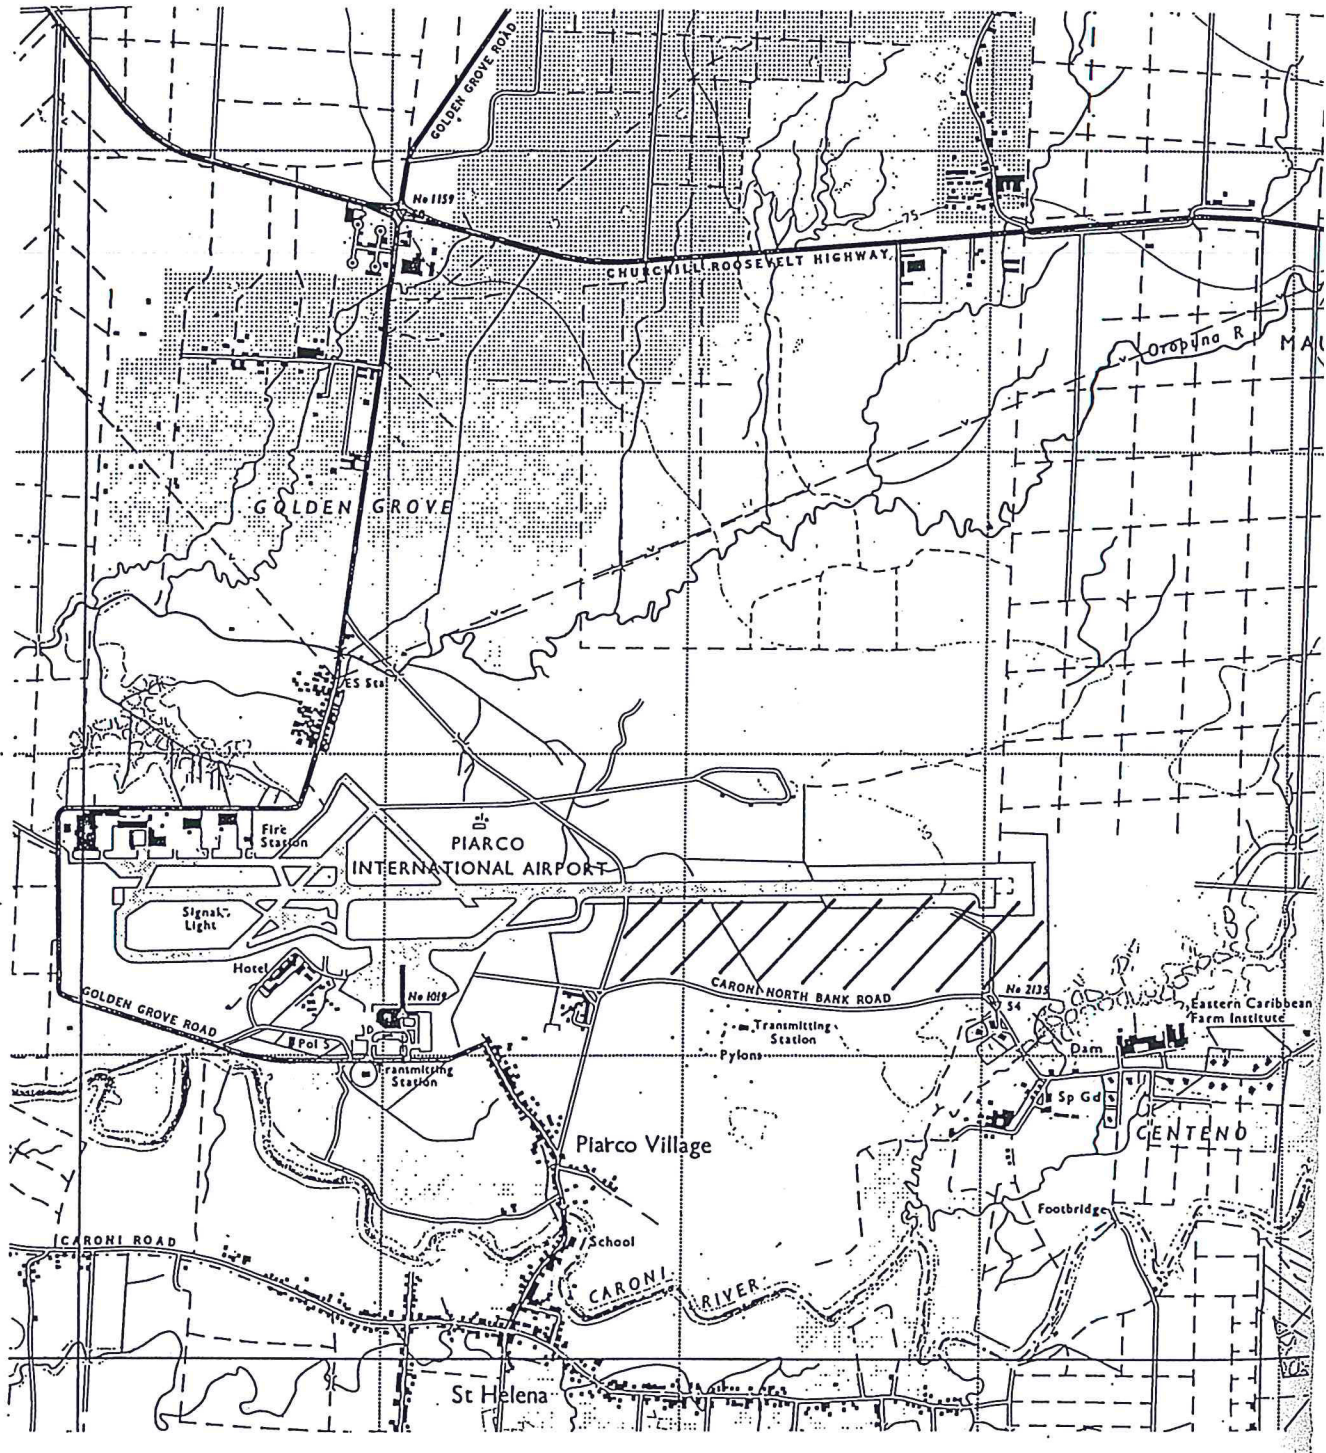 GOLDEN GROVE ROAD
No 1159
75
CHURCHILL ROOSEVELT HIGHWAY
Oropuna R
MAU
GOLDEN GROVE
ES Sta
Fire
Station
PIARCO
INTERNATIONAL AIRPORT
Signal
Light
Hotel
No 1019
CARONI NORTH BANK ROAD
No 2135
54
GOLDEN GROVE ROAD
Pol S
Transmitting
Station
Transmitting
Station
Pylons
Eastern Caribbean
Farm Institute
Dam
Sp Gd
CENTENO
Piarco Village
Footbridge
School
CARONI ROAD
CARONI RIVER
St Helena